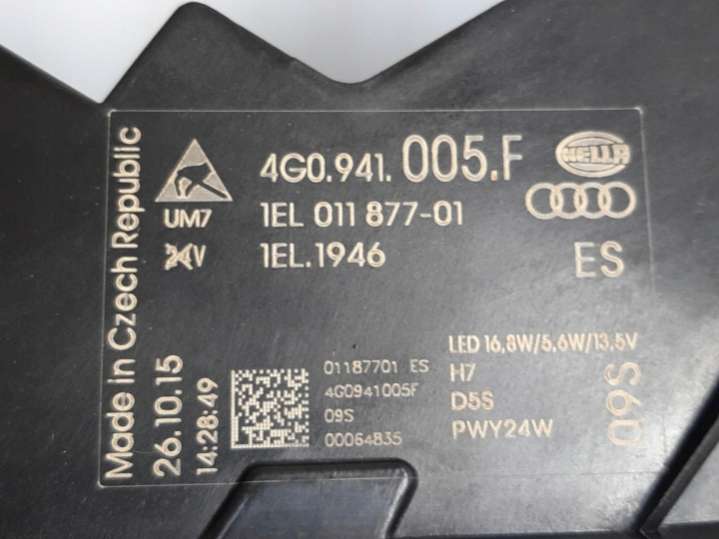 Made in Czech Republic
26.10.15
14:28:49
4G0.941.005.F
HELLA
UM7
1EL 011 877-01
1EL.1946
ES
LED 16,8W/5,6W/13,5V
H7
D5S
PWY24W
09S
01187701 ES
4G0941005F
09S
00064835